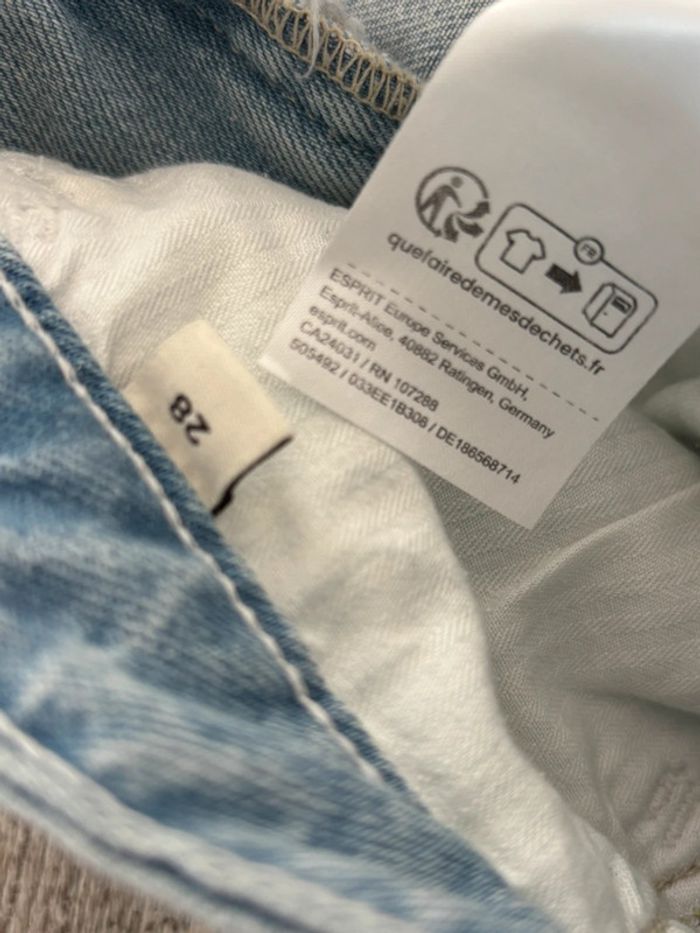 FR
quefairedemesdechets.fr
ESPRIT Europe Services GmbH,
Esprit-Allee, 40882 Ratingen, Germany
esprit.com
CA24031 / RN 107288
505492 / 033EE1B308 / DE186568714
28